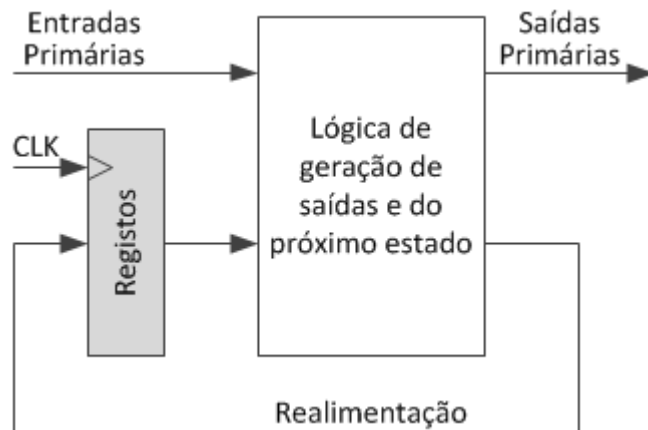 Entradas
Primárias
Saídas
Primárias
CLK
Registos
Lógica de
geração de
saídas e do
próximo estado
Realimentação